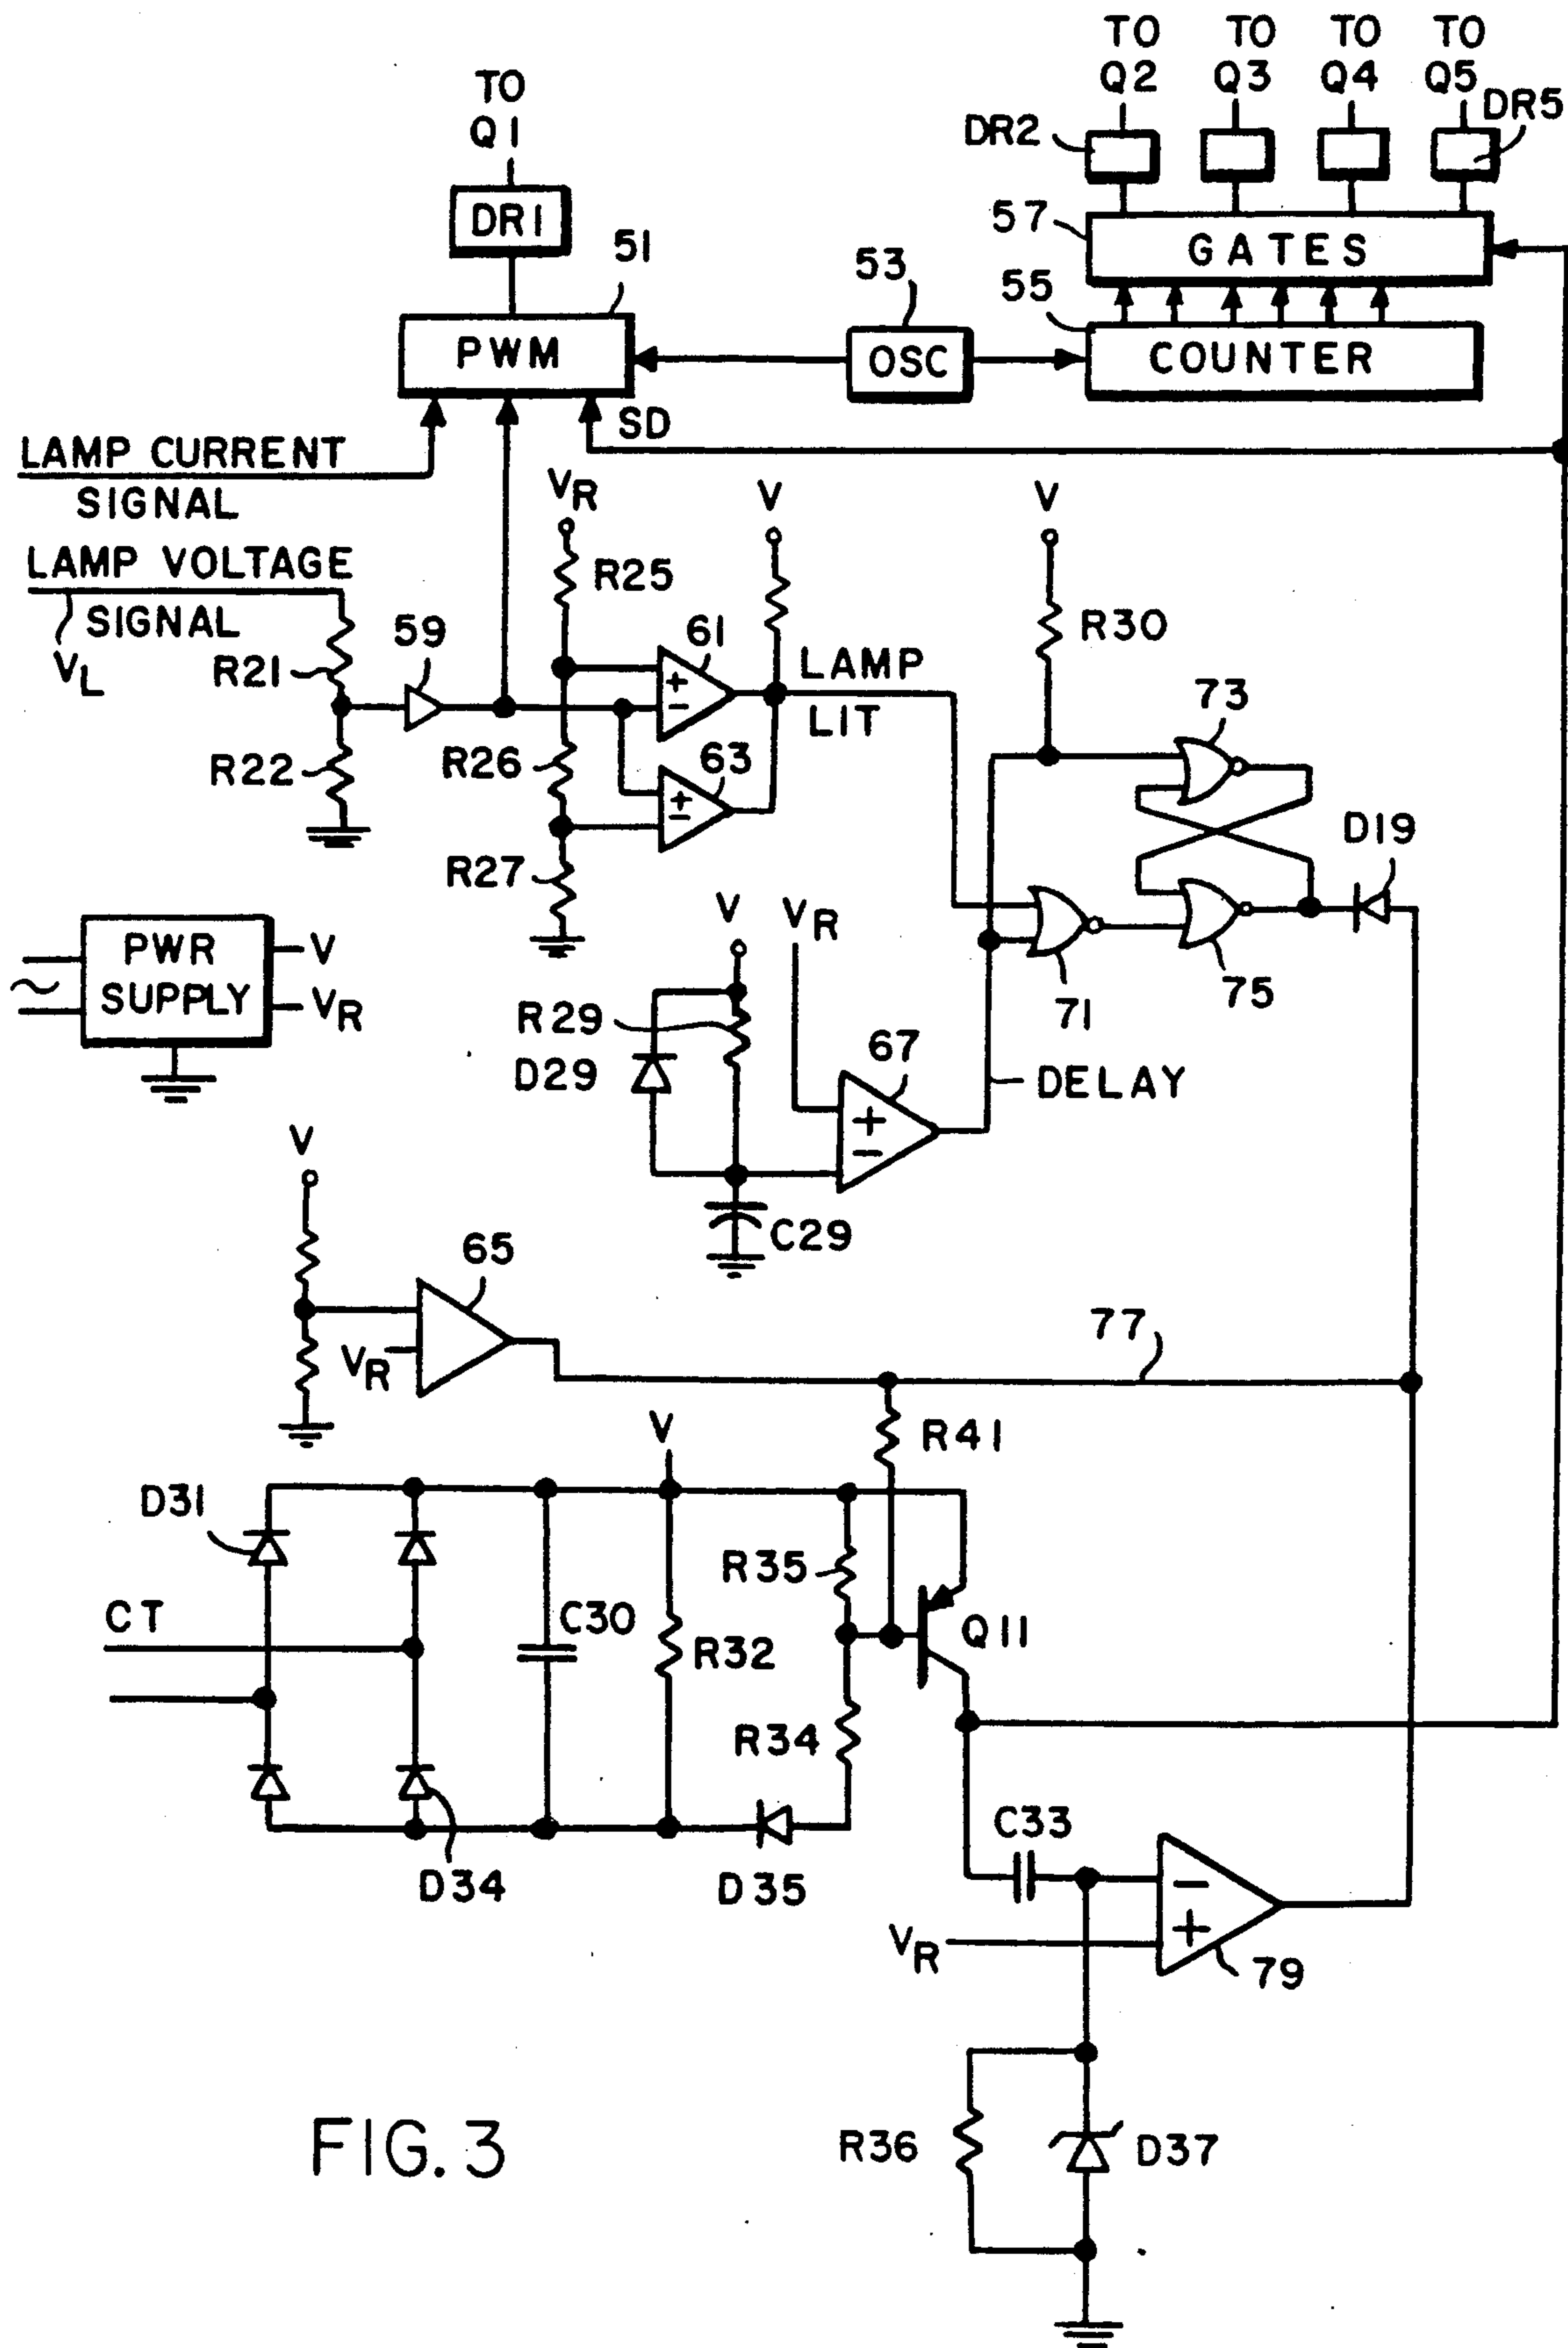 TO Q2
TO Q3
TO Q4
TO Q5
DR2
DR5
TO Q1
DR1
57
GATES
51
53
55
PWM
OSC
COUNTER
SD
LAMP CURRENT
SIGNAL
LAMP VOLTAGE
SIGNAL
VL
R21
R22
59
VR
R25
R26
R27
V
61
+
-
63
+
-
LAMP
LIT
V
R30
73
75
71
D19
PWR
SUPPLY
V
VR
~
V
R29
D29
C29
VR
67
+
-
DELAY
V
65
VR
77
R41
V
D31
CT
C30
R32
R35
Q11
R34
D34
D35
C33
-
+
VR
79
R36
D37
FIG. 3